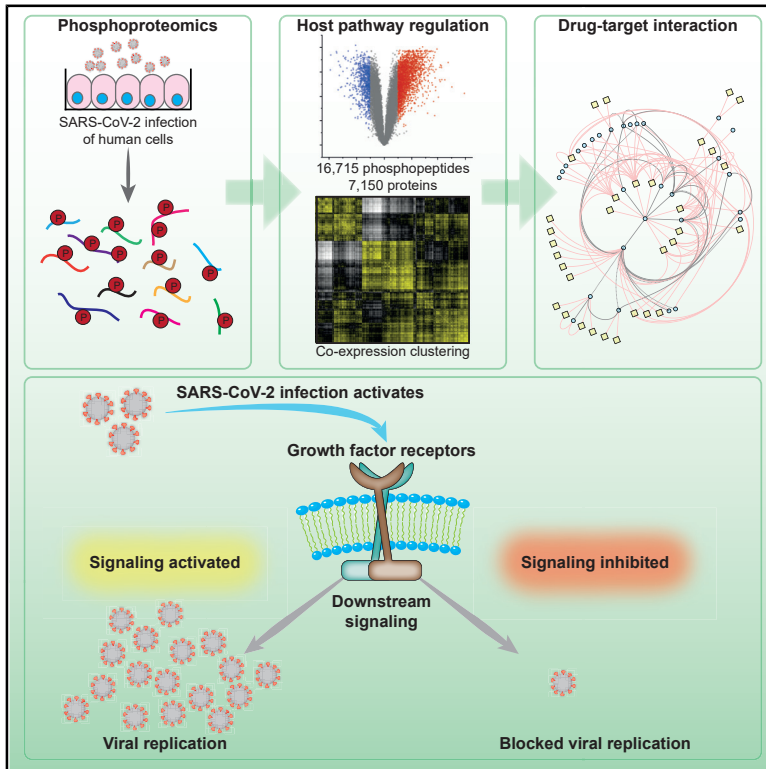 Phosphoproteomics
SARS-CoV-2 infection
of human cells
P
P
P
P
P
P
P
P
P
P
P
P
P
Host pathway regulation
16,715 phosphopeptides
7,150 proteins
Co-expression clustering
Drug-target interaction
SARS-CoV-2 infection activates
Growth factor receptors
Signaling activated
Signaling inhibited
Downstream
signaling
Viral replication
Blocked viral replication